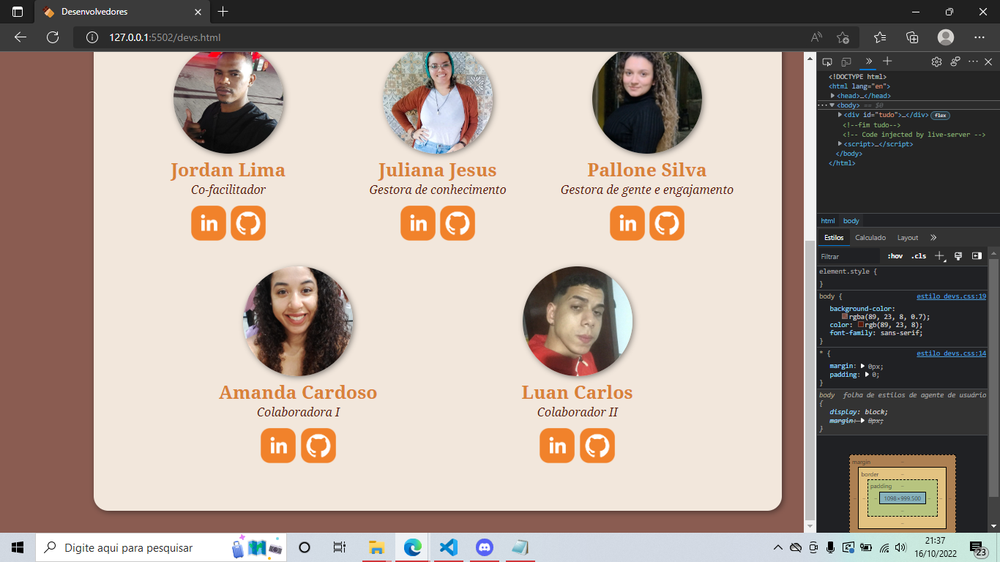 Desenvolvedores
127.0.0.1:5502/devs.html
Jordan Lima
Co-facilitador
in
Juliana Jesus
Gestora de conhecimento
in
Pallone Silva
Gestora de gente e engajamento
in
Amanda Cardoso
Colaboradora I
in
Luan Carlos
Colaborador II
in
<!DOCTYPE html>
<html lang="en">
<head>…</head>
<body> == $0
<div id="tudo">…</div> flex
<!--fim tudo-->
<!-- Code injected by live-server -->
<script>…</script>
</body>
</html>
html body
Estilos Calculado Layout
Filtrar :hov .cls
element.style {
}
body { estilo devs.css:19
background-color:
rgba(89, 23, 8, 0.7);
color: rgb(89, 23, 8);
font-family: sans-serif;
}
* { estilo devs.css:14
margin: 0px;
padding: 0;
}
body folha de estilos de agente de usuário
{
display: block;
margin: 8px;
}
margin –
border –
padding –
– – – 1098×999.500 – – –
–
Digite aqui para pesquisar
21:37
16/10/2022
23